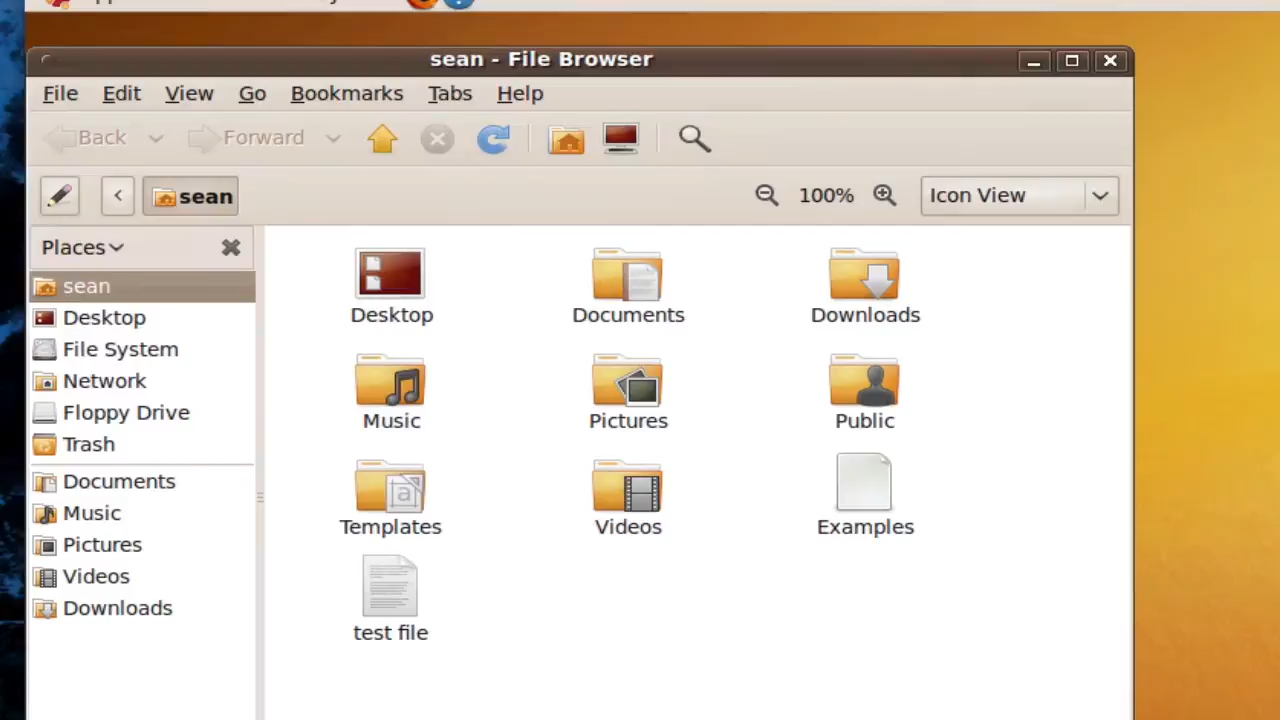 sean - File Browser
File Edit View Go Bookmarks Tabs Help
Back Forward
sean 100% Icon View
Places
sean
Desktop
File System
Network
Floppy Drive
Trash
Documents
Music
Pictures
Videos
Downloads
Desktop Documents Downloads
Music Pictures Public
Templates Videos Examples
test file